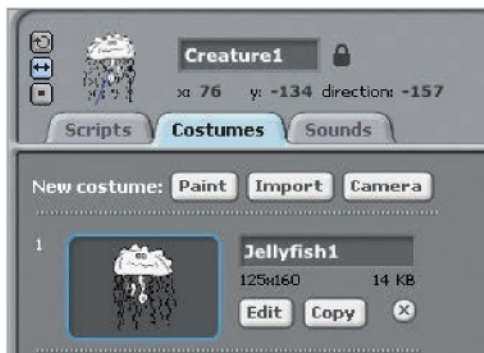 Creature1
x: 76 y: -134 direction: -157
Scripts Costumes Sounds
New costume: Paint Import Camera
1
Jellyfish1
125x160 14 KB
Edit Copy